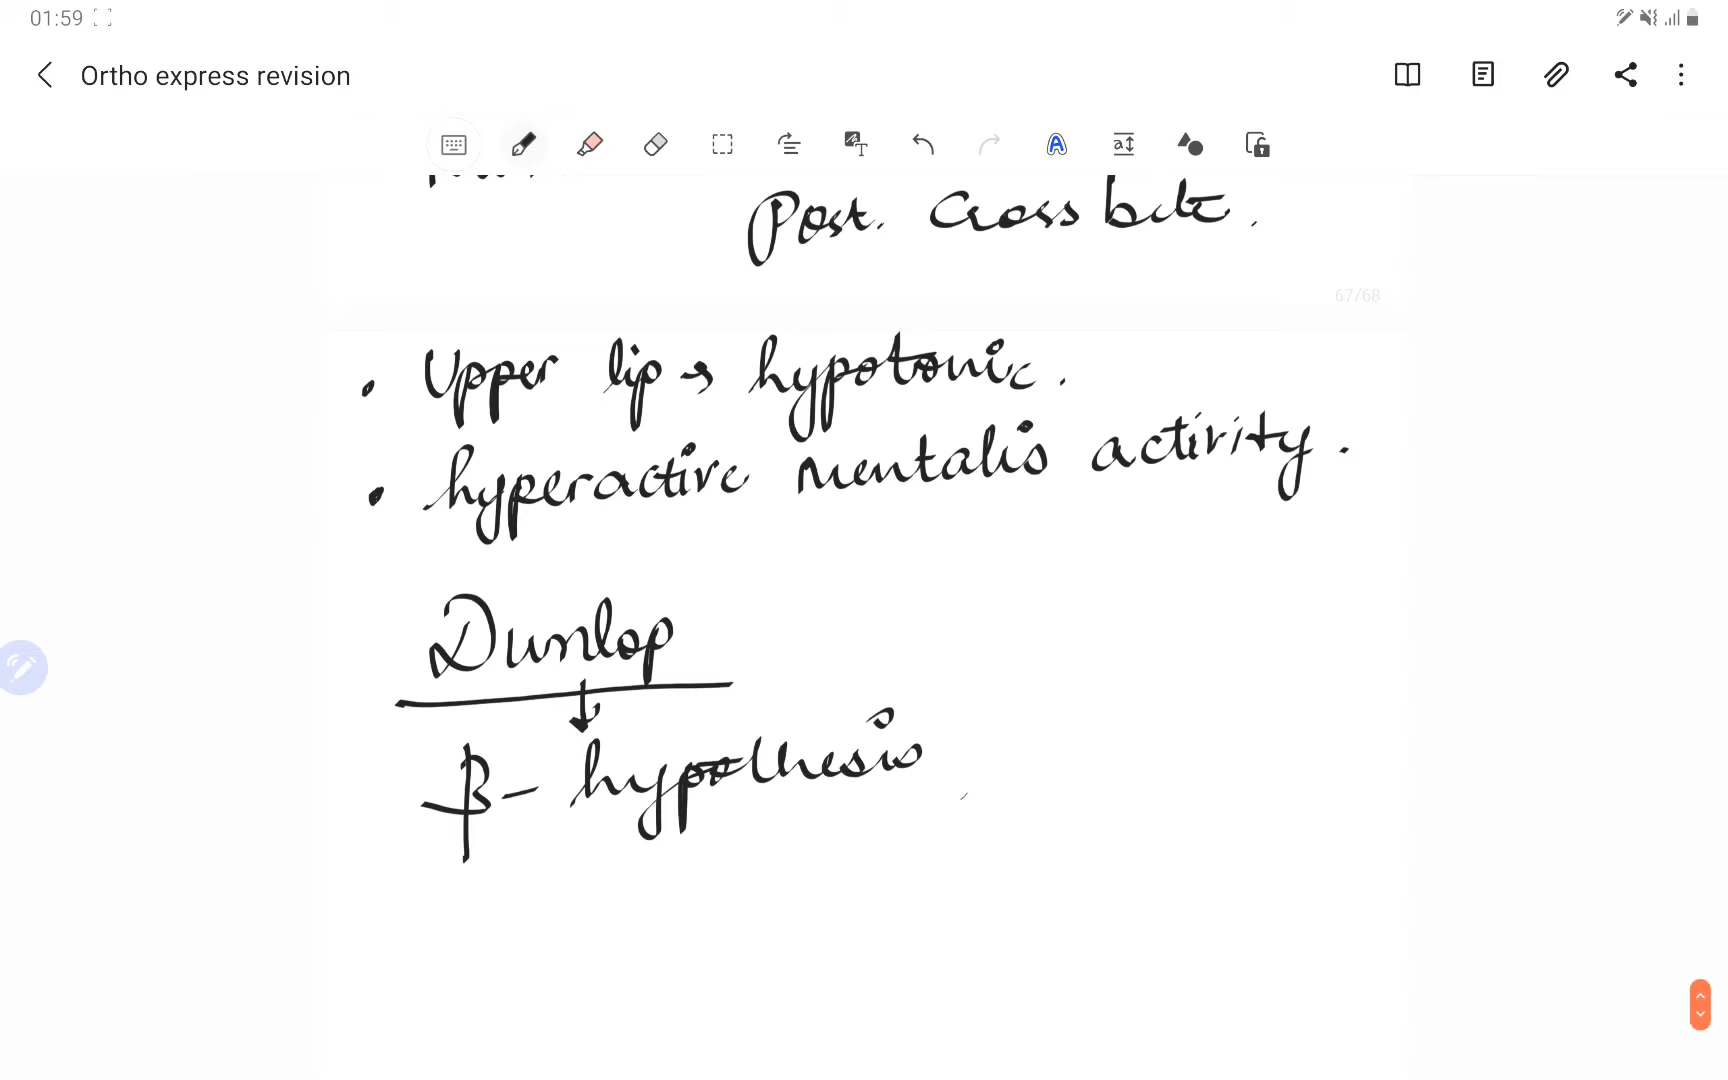 01:59
Ortho express revision
Post. Cross bite.
67/68
• Upper lip → hypotonic.
• hyperactive mentalis activity.
Dunlop
↓
β - hypothesis